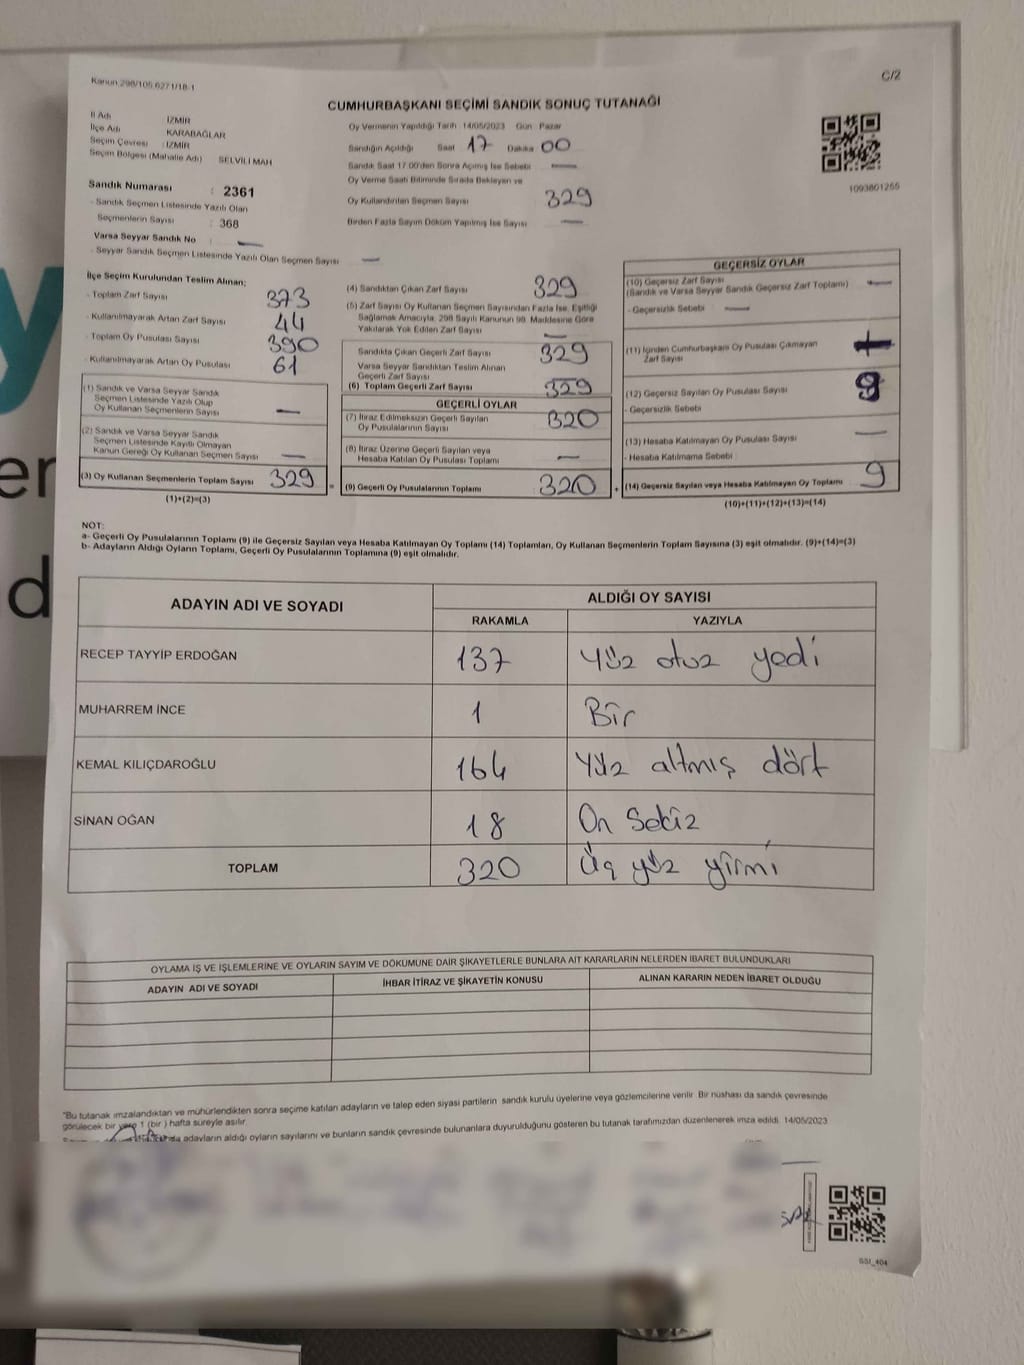 Kanun 298/105 6271/18-1
C/2
CUMHURBAŞKANI SEÇİMİ SANDIK SONUÇ TUTANAĞI
İl Adı İZMİR
İlçe Adı KARABAĞLAR
Seçim Çevresi : İZMİR
Seçim Bölgesi (Mahalle Adı) SELVİLİ MAH
Sandık Numarası : 2361
- Sandık Seçmen Listesinde Yazılı Olan
Seçmenlerin Sayısı : 368
Varsa Seyyar Sandık No : —
- Seyyar Sandık Seçmen Listesinde Yazılı Olan Seçmen Sayısı —
Oy Vermenin Yapıldığı Tarih 14/05/2023 Gün Pazar
Sandığın Açıldığı Saat 17 Dakika 00
Sandık Saat 17.00'den Sonra Açımış İse Sebebi —
Oy Verme Saati Bitiminde Sırada Bekleyen ve
Oy Kullandırılan Seçmen Sayısı 329
Birden Fazla Sayım Döküm Yapılmış İse Sayısı —
1093801255
İlçe Seçim Kurulundan Teslim Alınan;
- Toplam Zarf Sayısı 373
- Kullanılmayarak Artan Zarf Sayısı 44
- Toplam Oy Pusulası Sayısı 390
- Kullanılmayarak Artan Oy Pusulası 61
(1) Sandık ve Varsa Seyyar Sandık
Seçmen Listesinde Yazılı Olup
Oy Kullanan Seçmenlerin Sayısı —
(2) Sandık ve Varsa Seyyar Sandık
Seçmen Listesinde Kayıtlı Olmayan
Kanun Gereği Oy Kullanan Seçmen Sayısı —
(3) Oy Kullanan Seçmenlerin Toplam Sayısı 329 =
(1)+(2)=(3)
(4) Sandıktan Çıkan Zarf Sayısı 329
(5) Zarf Sayısı Oy Kullanan Seçmen Sayısından Fazla İse, Eşitliği
Sağlamak Amacıyla, 298 Sayılı Kanunun 98. Maddesine Göre
Yakılarak Yok Edilen Zarf Sayısı —
Sandıkta Çıkan Geçerli Zarf Sayısı 329
Varsa Seyyar Sandıktan Teslim Alınan
Geçerli Zarf Sayısı
(6) Toplam Geçerli Zarf Sayısı 329
GEÇERLİ OYLAR
(7) İtiraz Edilmeksizin Geçerli Sayılan
Oy Pusulalarının Sayısı 320
(8) İtiraz Üzerine Geçerli Sayılan veya
Hesaba Katılan Oy Pusulası Toplamı —
(9) Geçerli Oy Pusulalarının Toplamı 320 +
GEÇERSİZ OYLAR
(10) Geçersiz Zarf Sayısı
(Sandık ve Varsa Seyyar Sandık Geçersiz Zarf Toplamı) —
- Geçersizlik Sebebi —
(11) İçinden Cumhurbaşkanı Oy Pusulası Çıkmayan
Zarf Sayısı
(12) Geçersiz Sayılan Oy Pusulası Sayısı 9
- Geçersizlik Sebebi
(13) Hesaba Katılmayan Oy Pusulası Sayısı —
- Hesaba Katılmama Sebebi
(14) Geçersiz Sayılan veya Hesaba Katılmayan Oy Toplamı 9
(10)+(11)+(12)+(13)=(14)
NOT:
a- Geçerli Oy Pusulalarının Toplamı (9) ile Geçersiz Sayılan veya Hesaba Katılmayan Oy Toplamı (14) Toplamları, Oy Kullanan Seçmenlerin Toplam Sayısına (3) eşit olmalıdır. (9)+(14)=(3)
b- Adayların Aldığı Oyların Toplamı, Geçerli Oy Pusulalarının Toplamına (9) eşit olmalıdır.
ADAYIN ADI VE SOYADI
ALDIĞI OY SAYISI
RAKAMLA YAZIYLA
RECEP TAYYİP ERDOĞAN 137 Yüz otuz yedi
MUHARREM İNCE 1 Bir
KEMAL KILIÇDAROĞLU 164 Yüz altmış dört
SİNAN OĞAN 18 On Sekiz
TOPLAM 320 Üç yüz yirmi
OYLAMA İŞ VE İŞLEMLERİNE VE OYLARIN SAYIM VE DÖKÜMÜNE DAİR ŞİKAYETLERLE BUNLARA AİT KARARLARIN NELERDEN İBARET BULUNDUKLARI
ADAYIN ADI VE SOYADI İHBAR İTİRAZ VE ŞİKAYETİN KONUSU ALINAN KARARIN NEDEN İBARET OLDUĞU
"Bu tutanak imzalandıktan ve mühürlendikten sonra seçime katılan adayların ve talep eden siyasi partilerin sandık kurulu üyelerine veya gözlemcilerine verilir. Bir nüshası da sandık çevresinde
görülecek bir yere 1 (bir) hafta süreyle asılır.
adayların aldığı oyların sayılarını ve bunların sandık çevresinde bulunanlara duyurulduğunu gösteren bu tutanak tarafımızdan düzenlenerek imza edildi. 14/05/2023
SSI_404
y
er
d